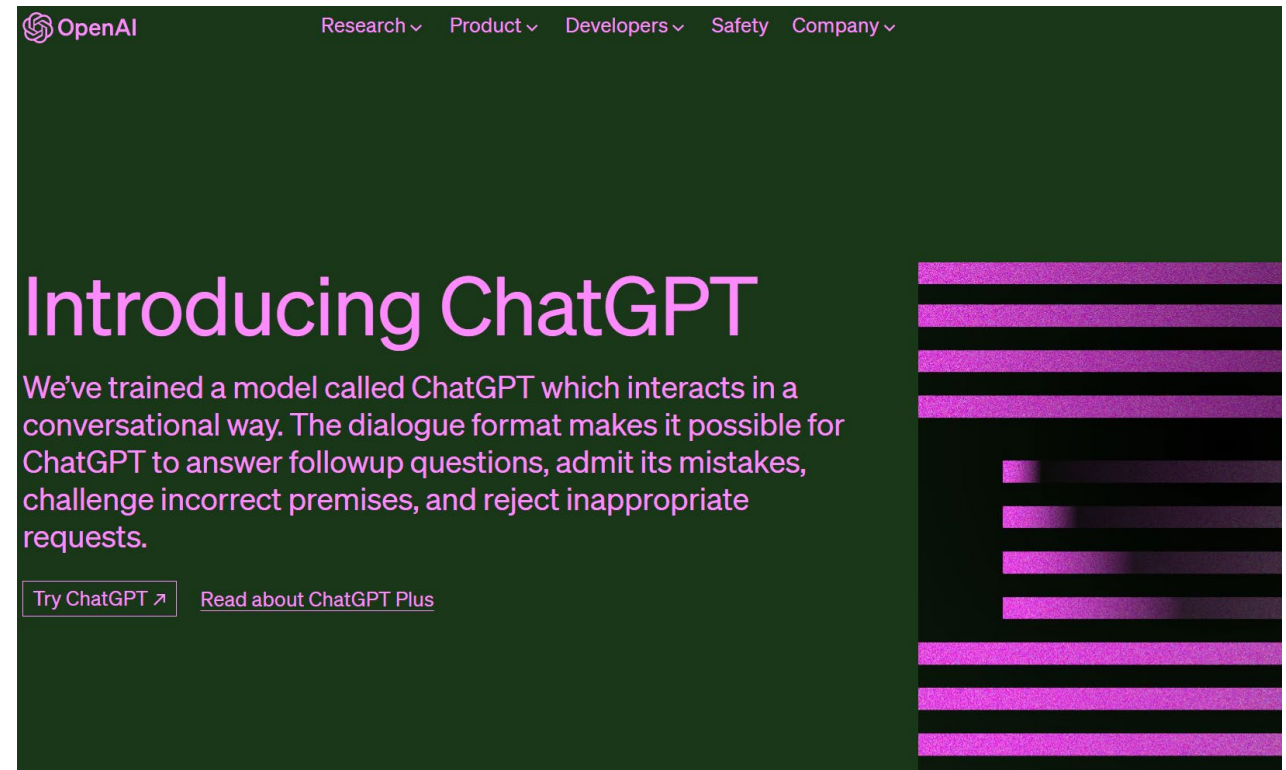 OpenAI
Research Product Developers Safety Company
Introducing ChatGPT
We’ve trained a model called ChatGPT which interacts in a
conversational way. The dialogue format makes it possible for
ChatGPT to answer followup questions, admit its mistakes,
challenge incorrect premises, and reject inappropriate
requests.
Try ChatGPT ↗ Read about ChatGPT Plus